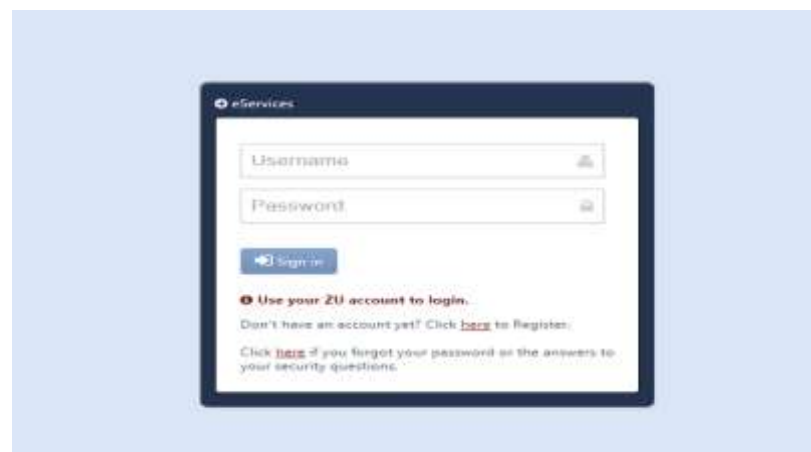 eServices
Username
Password
Sign in
Use your ZU account to login.
Don't have an account yet? Click here to Register.
Click here if you forgot your password or the answers to
your security questions.